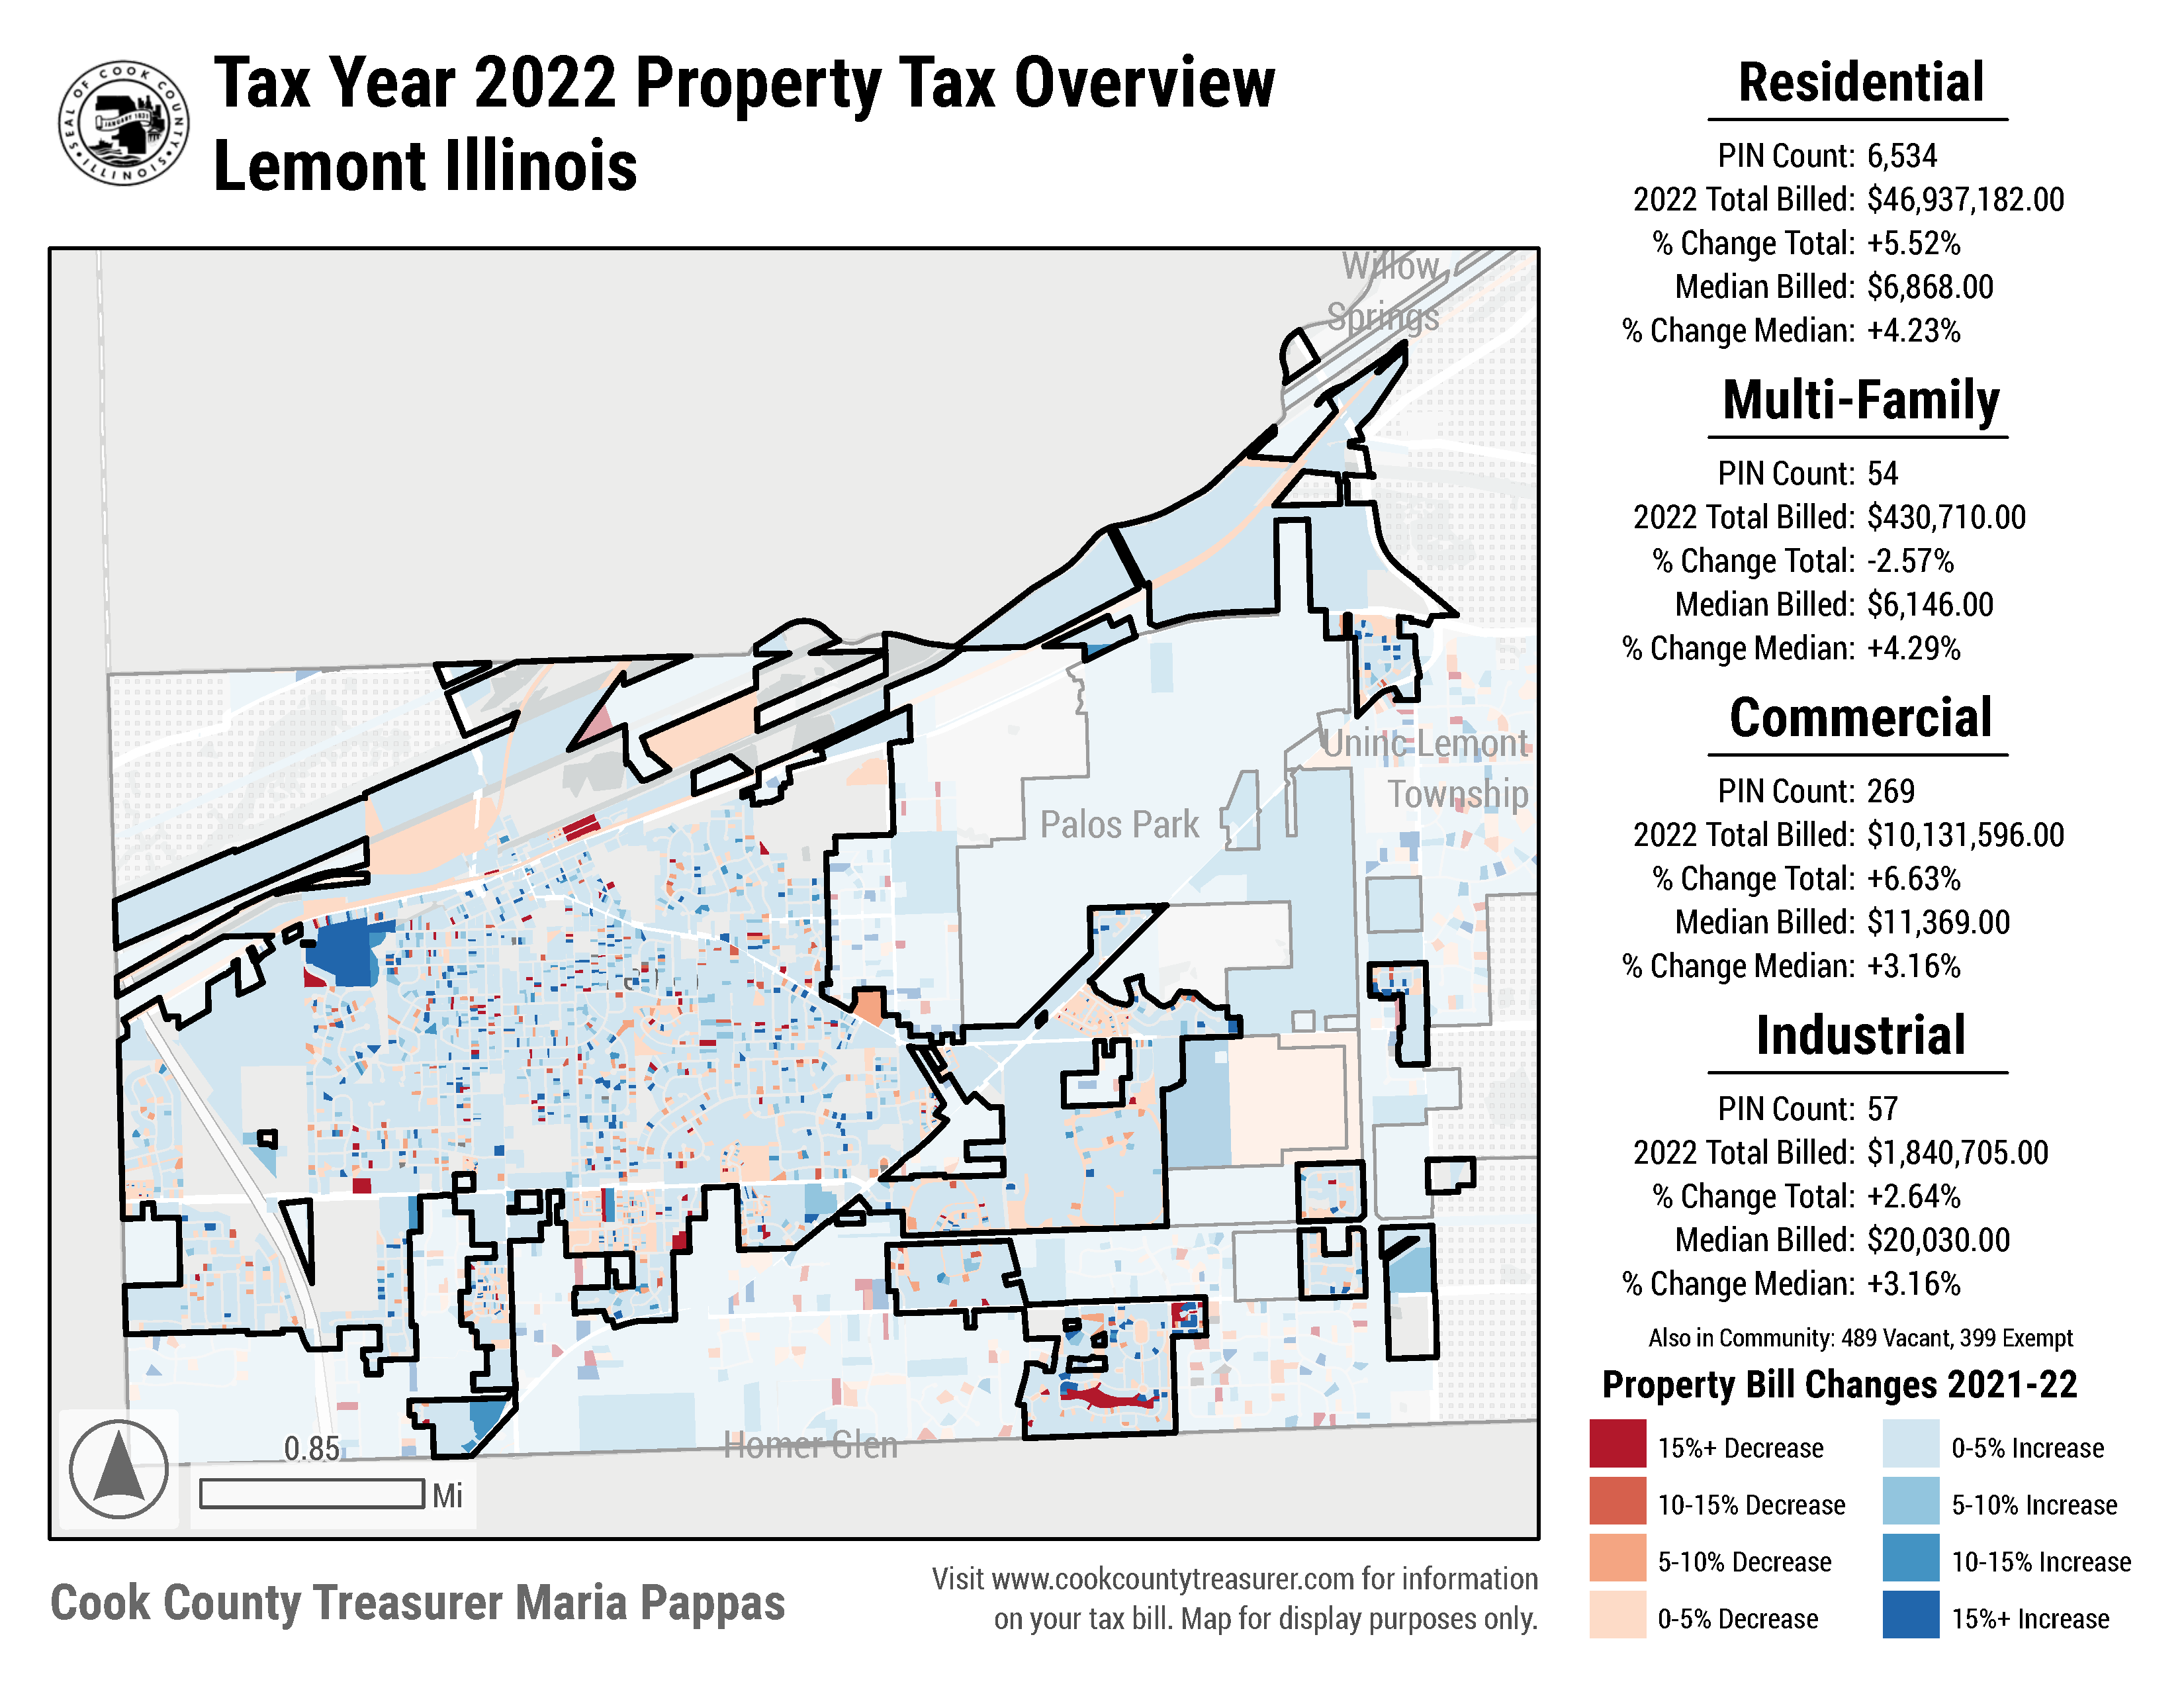 SEAL OF COOK COUNTY ILLINOIS
JANUARY 1831
Tax Year 2022 Property Tax Overview
Lemont Illinois
Willow
Springs
Uninc Lemont
Township
Palos Park
Homer Glen
0.85
Mi
Cook County Treasurer Maria Pappas
Visit www.cookcountytreasurer.com for information
on your tax bill. Map for display purposes only.
Residential
PIN Count: 6,534
2022 Total Billed: $46,937,182.00
% Change Total: +5.52%
Median Billed: $6,868.00
% Change Median: +4.23%
Multi-Family
PIN Count: 54
2022 Total Billed: $430,710.00
% Change Total: -2.57%
Median Billed: $6,146.00
% Change Median: +4.29%
Commercial
PIN Count: 269
2022 Total Billed: $10,131,596.00
% Change Total: +6.63%
Median Billed: $11,369.00
% Change Median: +3.16%
Industrial
PIN Count: 57
2022 Total Billed: $1,840,705.00
% Change Total: +2.64%
Median Billed: $20,030.00
% Change Median: +3.16%
Also in Community: 489 Vacant, 399 Exempt
Property Bill Changes 2021-22
15%+ Decrease
10-15% Decrease
5-10% Decrease
0-5% Decrease
0-5% Increase
5-10% Increase
10-15% Increase
15%+ Increase